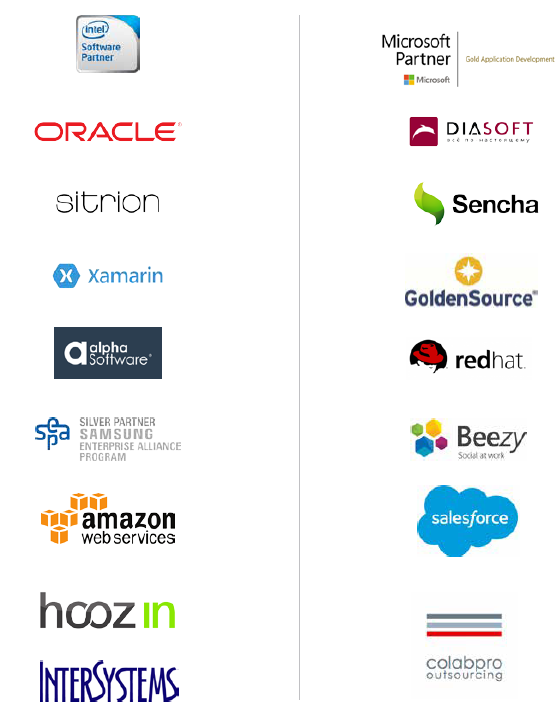 intel
Software
Partner
ORACLE®
sitrion
Xamarin
alpha
Software®
sepa
SILVER PARTNER
SAMSUNG
ENTERPRISE ALLIANCE
PROGRAM
amazon
web services
hoozin
INTERSYSTEMS
Microsoft
Partner
Gold Application Development
Microsoft
DIASOFT
всё по-настоящему
Sencha
GoldenSource
redhat.
Beezy
Social at work
salesforce
colabpro
outsourcing